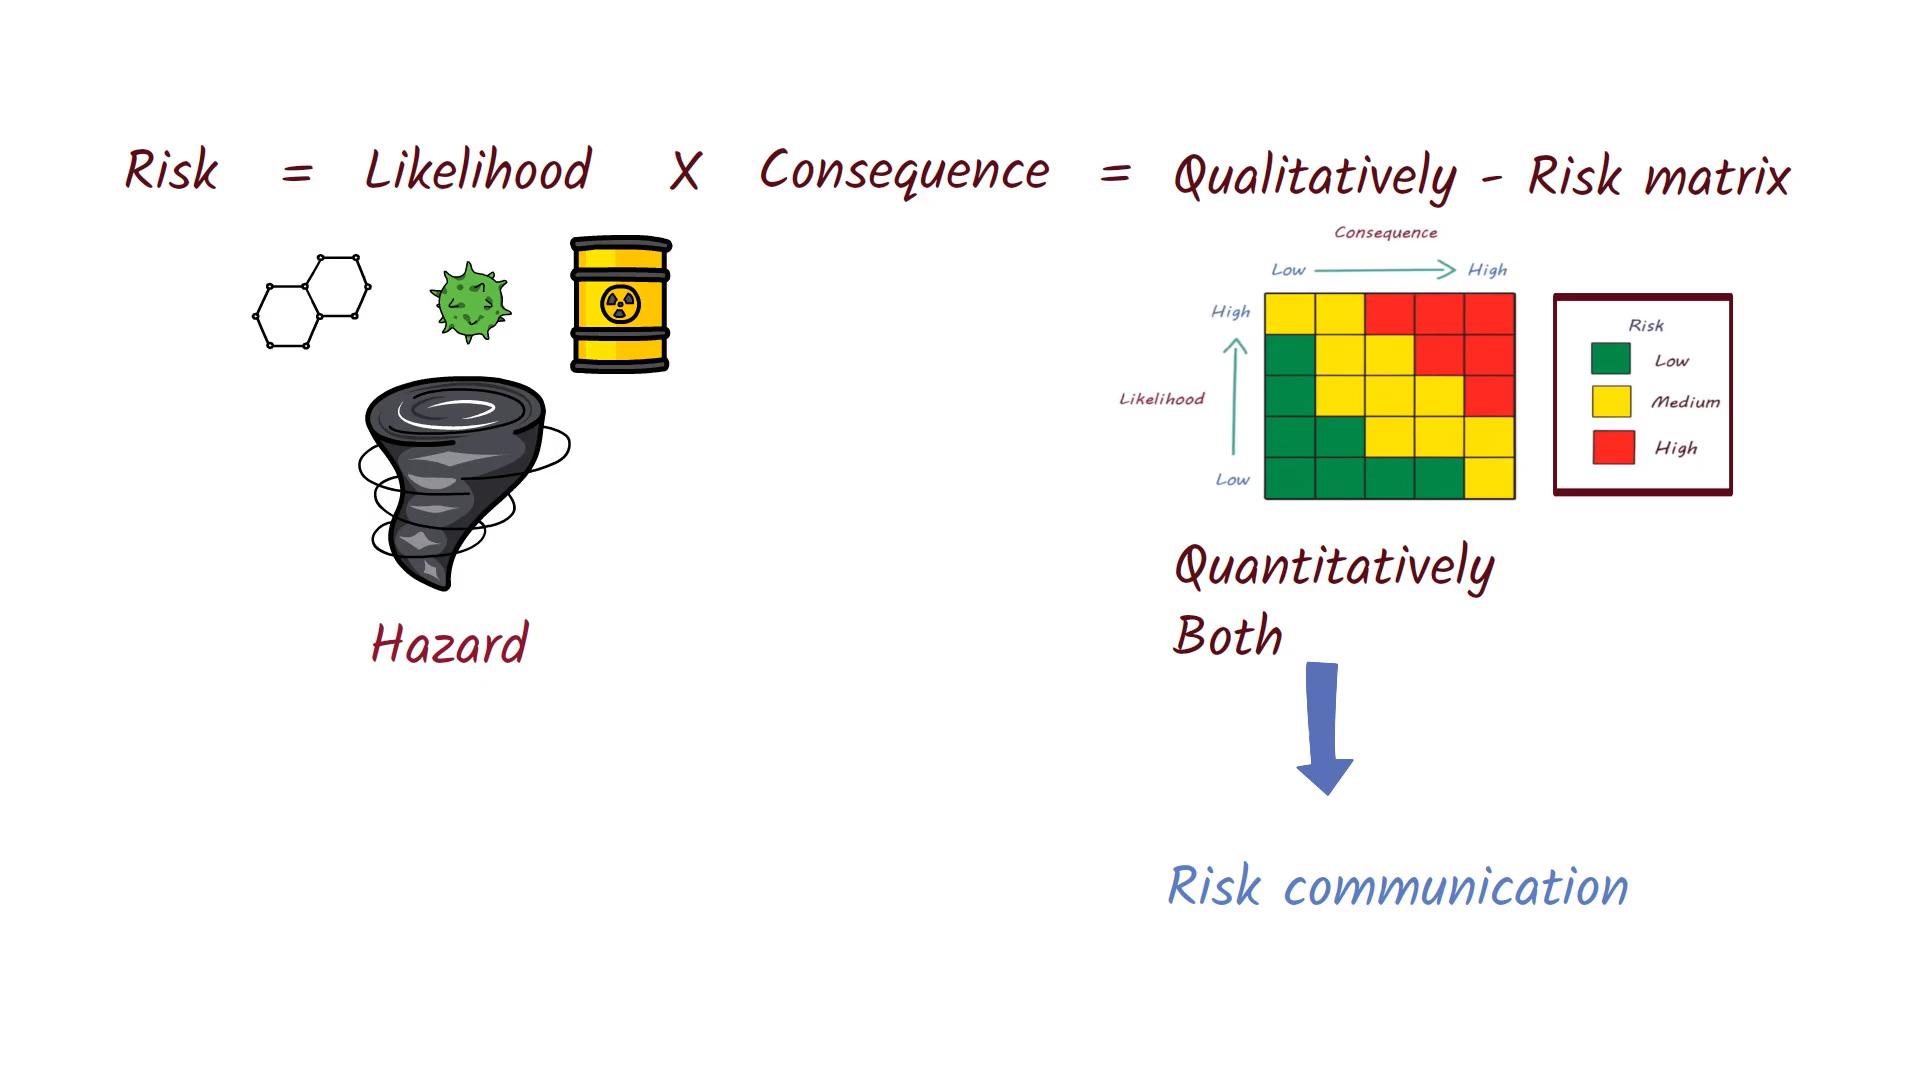 Risk = Likelihood X Consequence = Qualitatively - Risk matrix
Consequence
Low High
High
Likelihood
Low
Risk
Low
Medium
High
Quantitatively
Both
Hazard
Risk communication